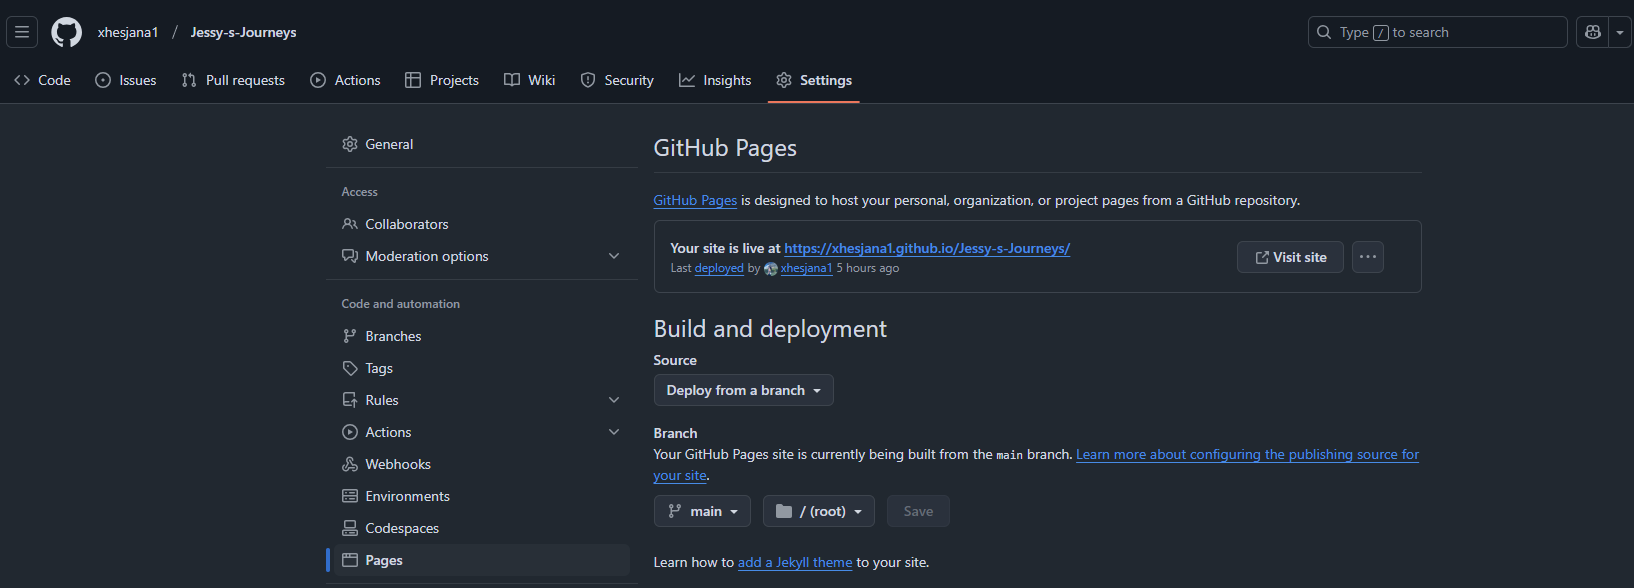 xhesjana1 / Jessy-s-Journeys
Type / to search
Code Issues Pull requests Actions Projects Wiki Security Insights Settings
General
Access
Collaborators
Moderation options
Code and automation
Branches
Tags
Rules
Actions
Webhooks
Environments
Codespaces
Pages
GitHub Pages
GitHub Pages is designed to host your personal, organization, or project pages from a GitHub repository.
Your site is live at https://xhesjana1.github.io/Jessy-s-Journeys/
Last deployed by xhesjana1 5 hours ago
Visit site
Build and deployment
Source
Deploy from a branch
Branch
Your GitHub Pages site is currently being built from the main branch. Learn more about configuring the publishing source for
your site.
main / (root) Save
Learn how to add a Jekyll theme to your site.